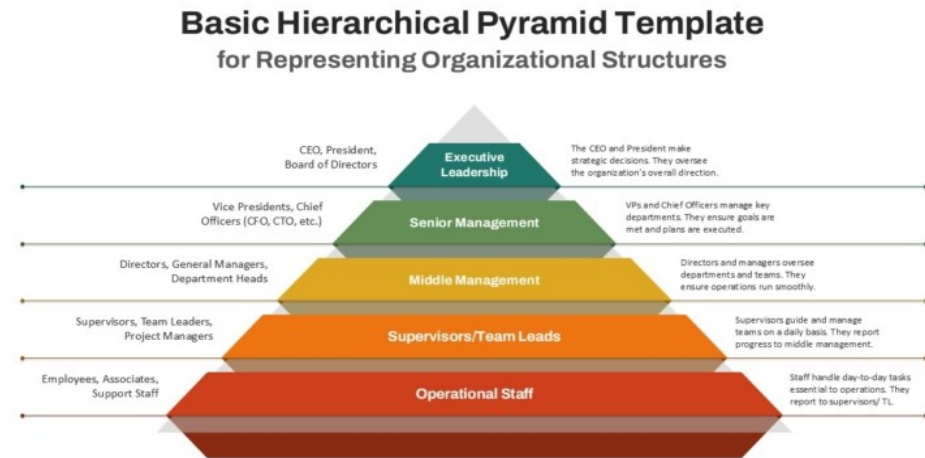 Basic Hierarchical Pyramid Template
for Representing Organizational Structures
CEO, President,
Board of Directors
Executive
Leadership
The CEO and President make
strategic decisions. They oversee
the organization's overall direction.
Vice Presidents, Chief
Officers (CFO, CTO, etc.)
Senior Management
VPs and Chief Officers manage key
departments. They ensure goals are
met and plans are executed.
Directors, General Managers,
Department Heads
Middle Management
Directors and managers oversee
departments and teams. They
ensure operations run smoothly.
Supervisors, Team Leaders,
Project Managers
Supervisors/Team Leads
Supervisors guide and manage
teams on a daily basis. They report
progress to middle management.
Employees, Associates,
Support Staff
Operational Staff
Staff handle day-to-day tasks
essential to operations. They
report to supervisors/ TL.